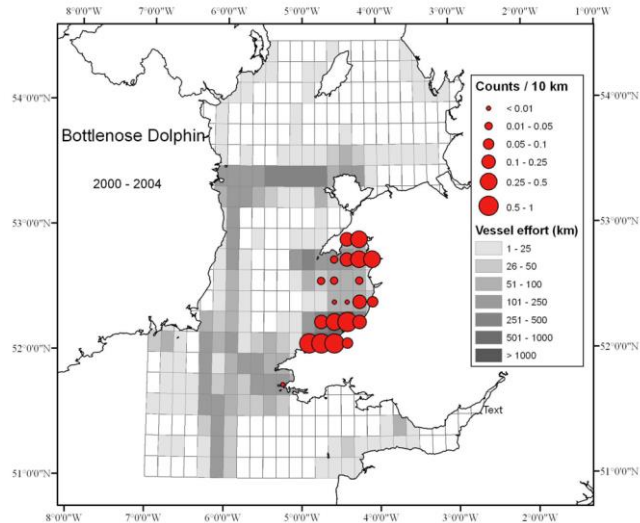 8°0'0"W 7°0'0"W 6°0'0"W 5°0'0"W 4°0'0"W 3°0'0"W 2°0'0"W 1°0'0"W
Counts / 10 km
< 0.01
54°0'0"N 0.01 - 0.05 54°0'0"N
0.05 - 0.1
Bottlenose Dolphin
0.1 - 0.25
0.25 - 0.5
2000 - 2004
0.5 - 1
53°0'0"N 53°0'0"N
Vessel effort (km)
1 - 25
26 - 50
51 - 100
101 - 250
251 - 500
52°0'0"N 501 - 1000 52°0'0"N
> 1000
Text
51°0'0"N 51°0'0"N
8°0'0"W 7°0'0"W 6°0'0"W 5°0'0"W 4°0'0"W 3°0'0"W 2°0'0"W